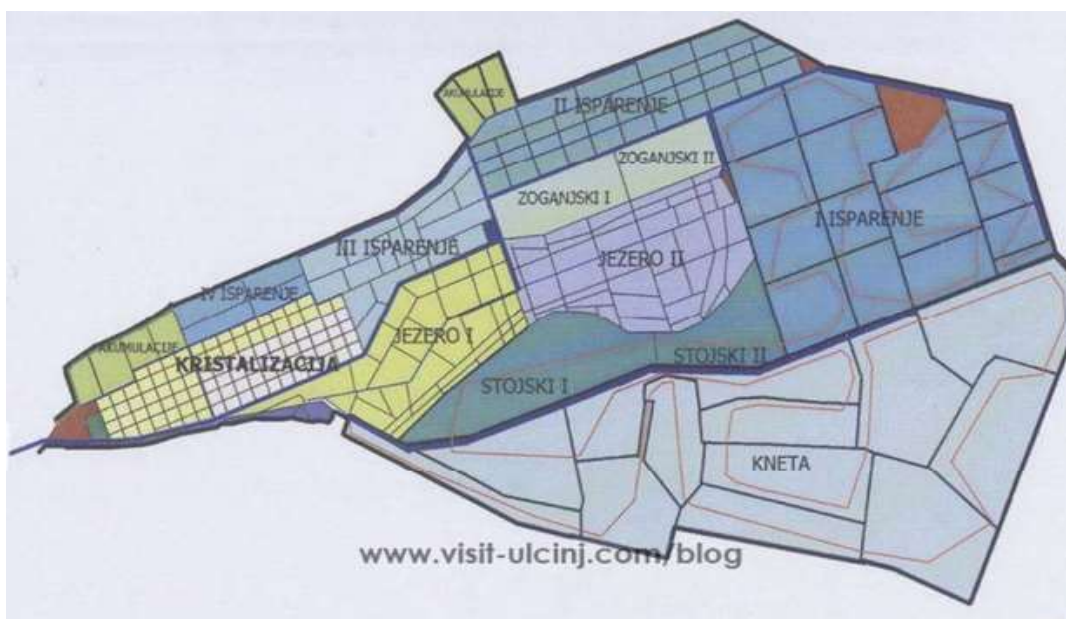 AKUMULACIJE
II ISPARENJE
ZOGANJSKI II
ZOGANJSKI I
I ISPARENJE
III ISPARENJE
JEZERO II
IV ISPARENJE
JEZERO I
AKUMULACIJE
KRISTALIZACIJA
STOJSKI II
STOJSKI I
KNETA
www.visit-ulcinj.com/blog